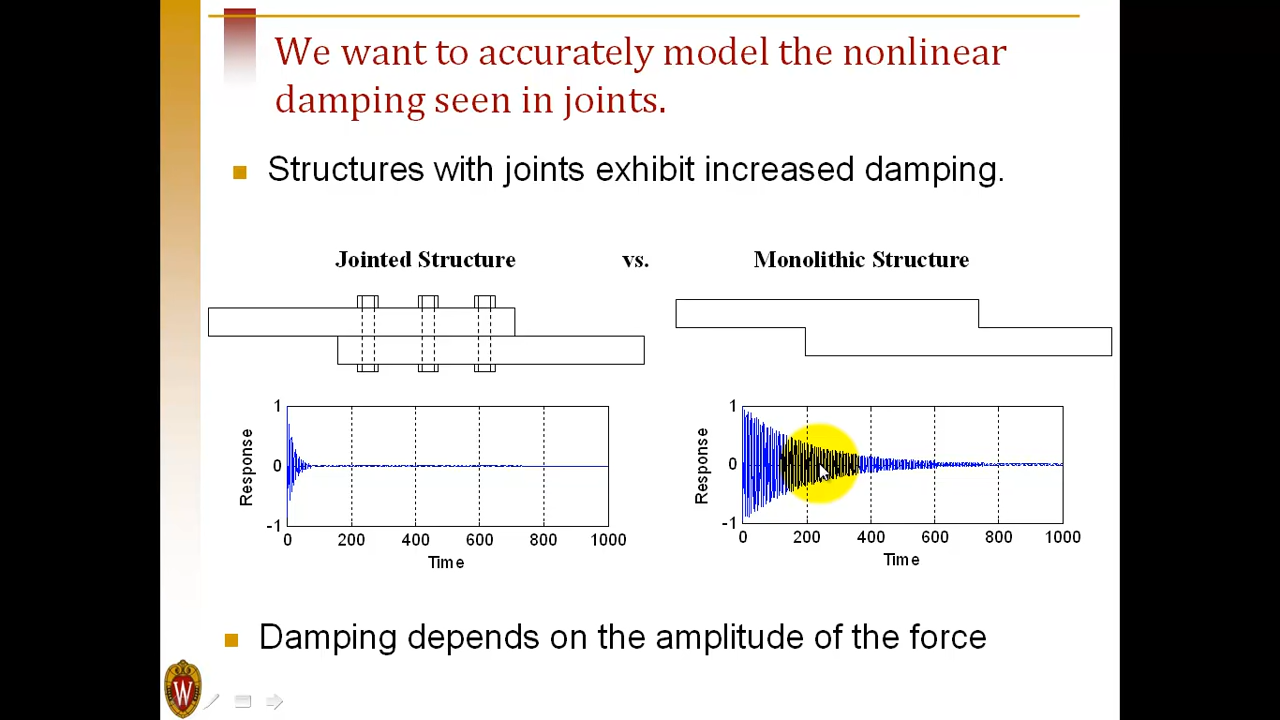 We want to accurately model the nonlinear
damping seen in joints.
Structures with joints exhibit increased damping.
Jointed Structure vs. Monolithic Structure
1
0
-1
Response
0 200 400 600 800 1000
Time
1
0
-1
Response
0 200 400 600 800 1000
Time
Damping depends on the amplitude of the force
W